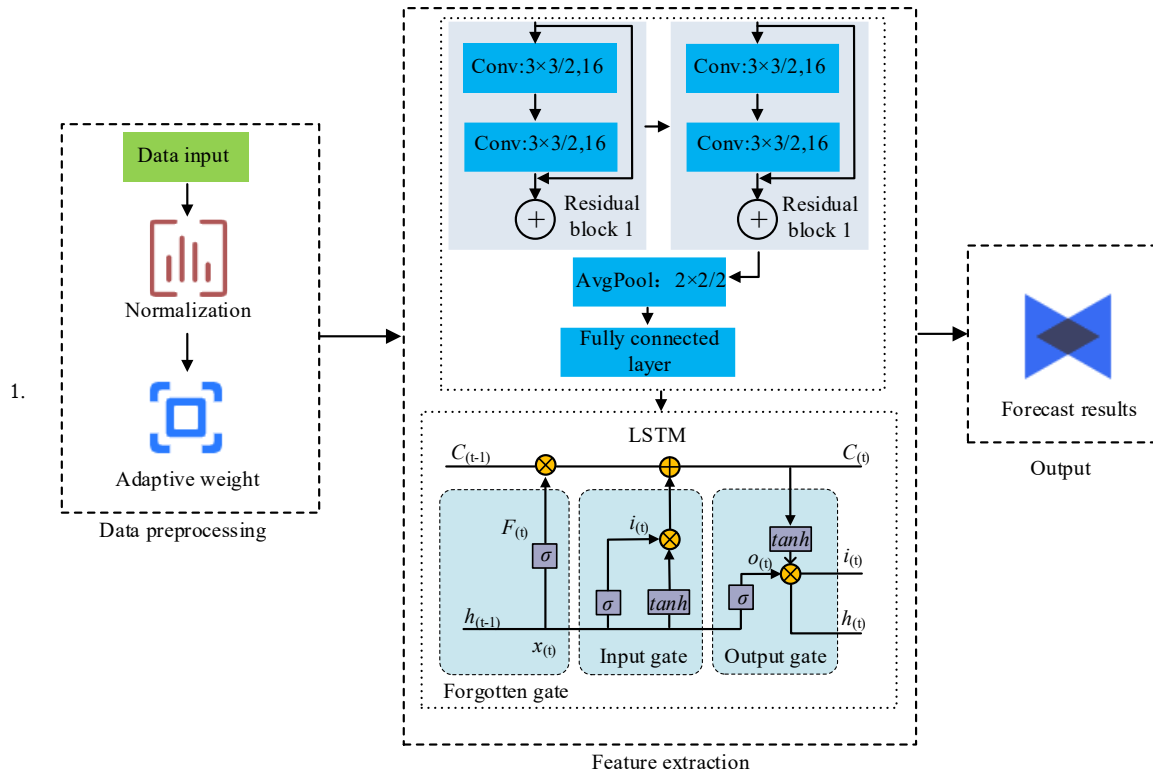 1.
Data input
Normalization
Adaptive weight
Data preprocessing
Conv:3×3/2,16
Conv:3×3/2,16
+
Residual
block 1
Conv:3×3/2,16
Conv:3×3/2,16
+
Residual
block 1
AvgPool：2×2/2
Fully connected
layer
LSTM
C(t-1)
C(t)
F(t)
σ
h(t-1)
x(t)
Forgotten gate
i(t)
σ
tanh
Input gate
tanh
o(t)
σ
i(t)
h(t)
Output gate
Feature extraction
Forecast results
Output